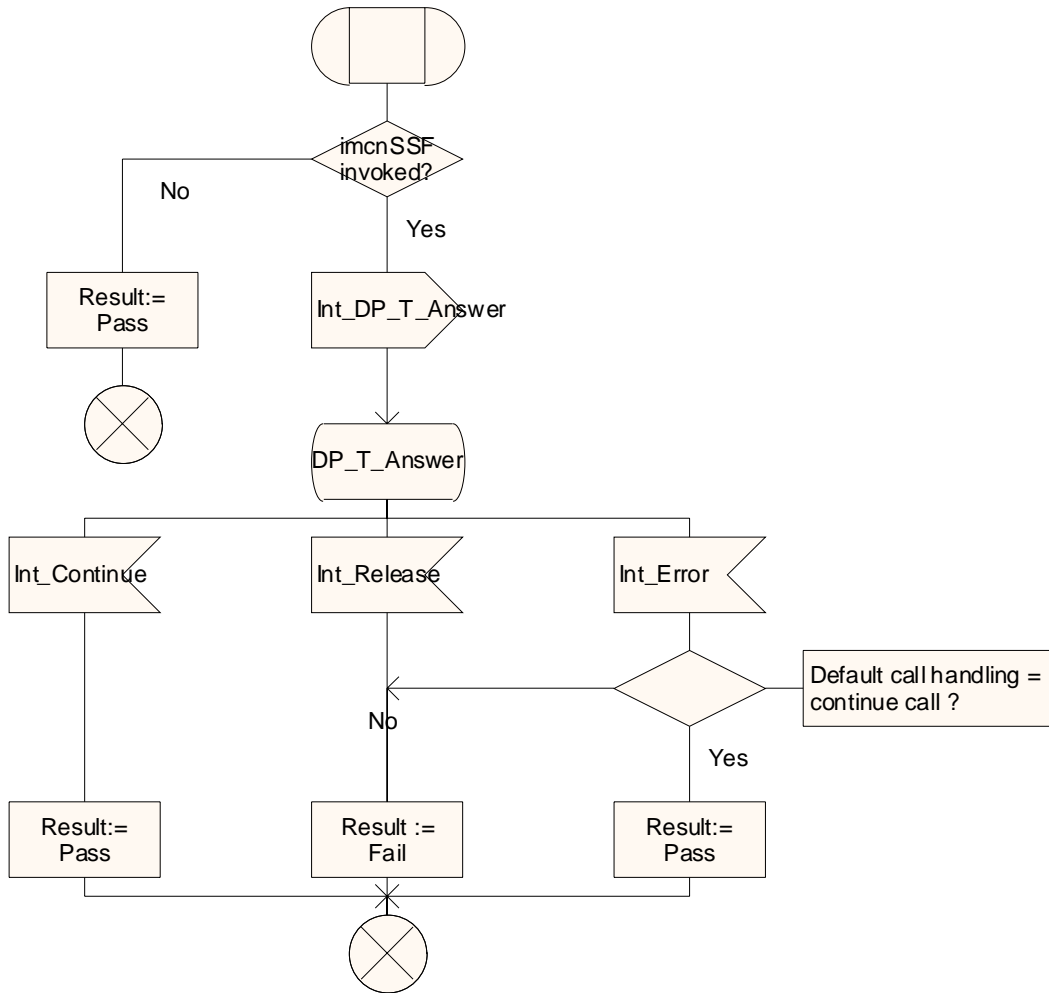 imcnSSF
invoked?
No
Yes
Result:=
Pass
Int_DP_T_Answer
DP_T_Answer
Int_Continue
Int_Release
Int_Error
Default call handling =
continue call ?
No
Yes
Result:=
Pass
Result :=
Fail
Result:=
Pass